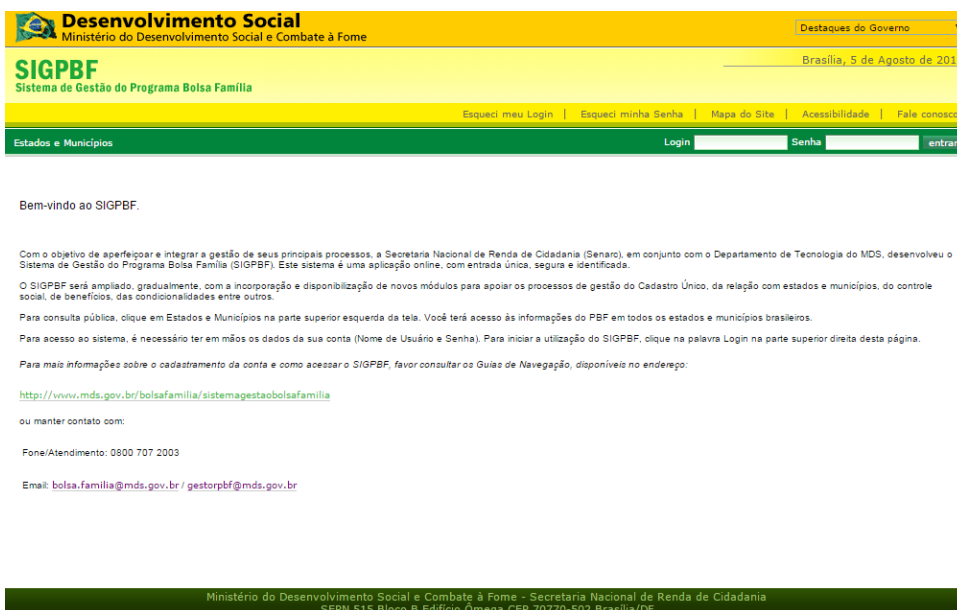 Desenvolvimento Social
Ministério do Desenvolvimento Social e Combate à Fome
Destaques do Governo
SIGPBF
Sistema de Gestão do Programa Bolsa Família
Brasília, 5 de Agosto de 201
Esqueci meu Login | Esqueci minha Senha | Mapa do Site | Acessibilidade | Fale conosco
Estados e Municípios Login Senha entrar
Bem-vindo ao SIGPBF.
Com o objetivo de aperfeiçoar e integrar a gestão de seus principais processos, a Secretaria Nacional de Renda de Cidadania (Senarc), em conjunto com o Departamento de Tecnologia do MDS, desenvolveu o
Sistema de Gestão do Programa Bolsa Família (SIGPBF). Este sistema é uma aplicação online, com entrada única, segura e identificada.
O SIGPBF será ampliado, gradualmente, com a incorporação e disponibilização de novos módulos para apoiar os processos de gestão do Cadastro Único, da relação com estados e municípios, do controle
social, de benefícios, das condicionalidades entre outros.
Para consulta pública, clique em Estados e Municípios na parte superior esquerda da tela. Você terá acesso às informações do PBF em todos os estados e municípios brasileiros.
Para acesso ao sistema, é necessário ter em mãos os dados da sua conta (Nome de Usuário e Senha). Para iniciar a utilização do SIGPBF, clique na palavra Login na parte superior direita desta página.
Para mais informações sobre o cadastramento da conta e como acessar o SIGPBF, favor consultar os Guias de Navegação, disponíveis no endereço:
http://www.mds.gov.br/bolsafamilia/sistemagestaobolsafamilia
ou manter contato com:
Fone/Atendimento: 0800 707 2003
Email: bolsa.familia@mds.gov.br / gestorpbf@mds.gov.br
Ministério do Desenvolvimento Social e Combate à Fome - Secretaria Nacional de Renda de Cidadania
SEPN 515 Bloco B Edifício Ômega CEP 70770-502 Brasília/DF